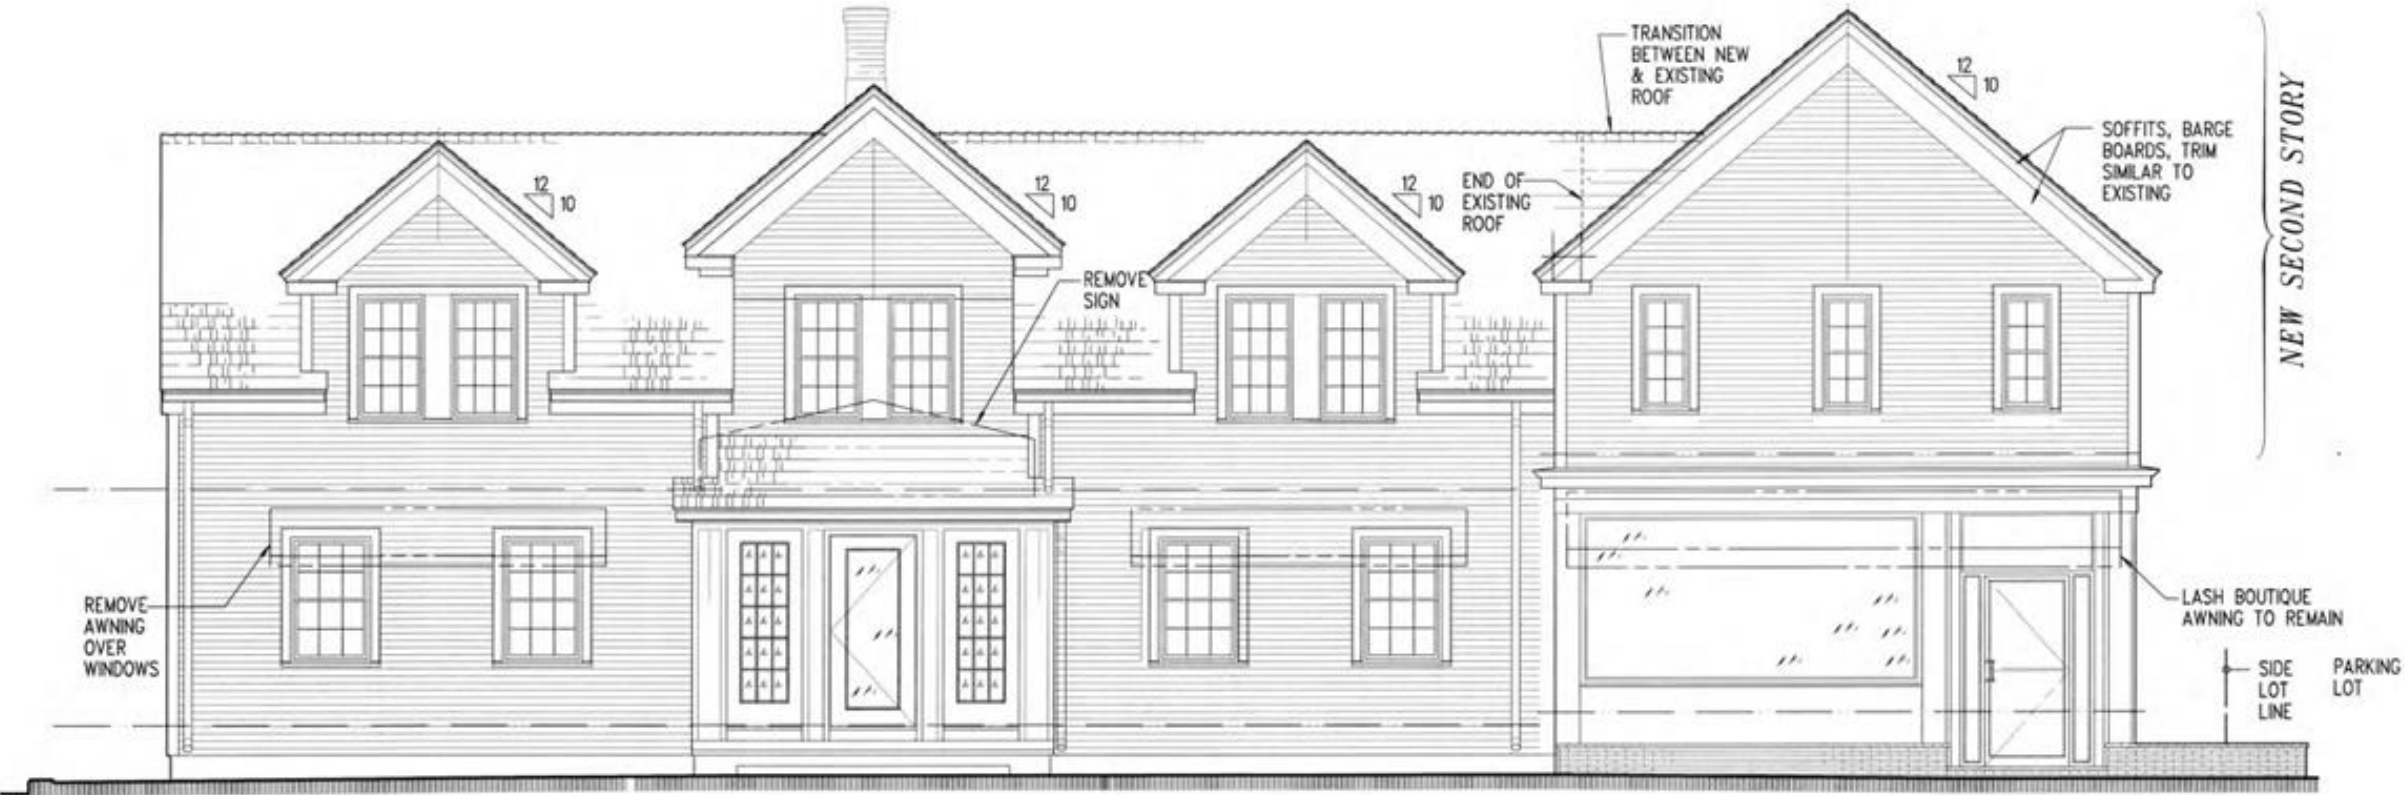 TRANSITION
BETWEEN NEW
& EXISTING
ROOF
12
10
NEW SECOND STORY
SOFFITS, BARGE
BOARDS, TRIM
SIMILAR TO
EXISTING
12
10
12
10
12
10
END OF
EXISTING
ROOF
REMOVE
SIGN
REMOVE
AWNING
OVER
WINDOWS
LASH BOUTIQUE
AWNING TO REMAIN
SIDE
LOT
LINE
PARKING
LOT